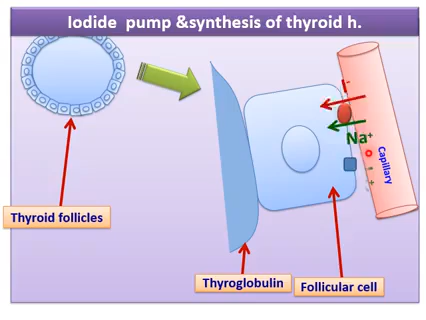 Iodide pump &synthesis of thyroid h.
I-
Na+
Capillary
Thyroid follicles
Thyroglobulin
Follicular cell